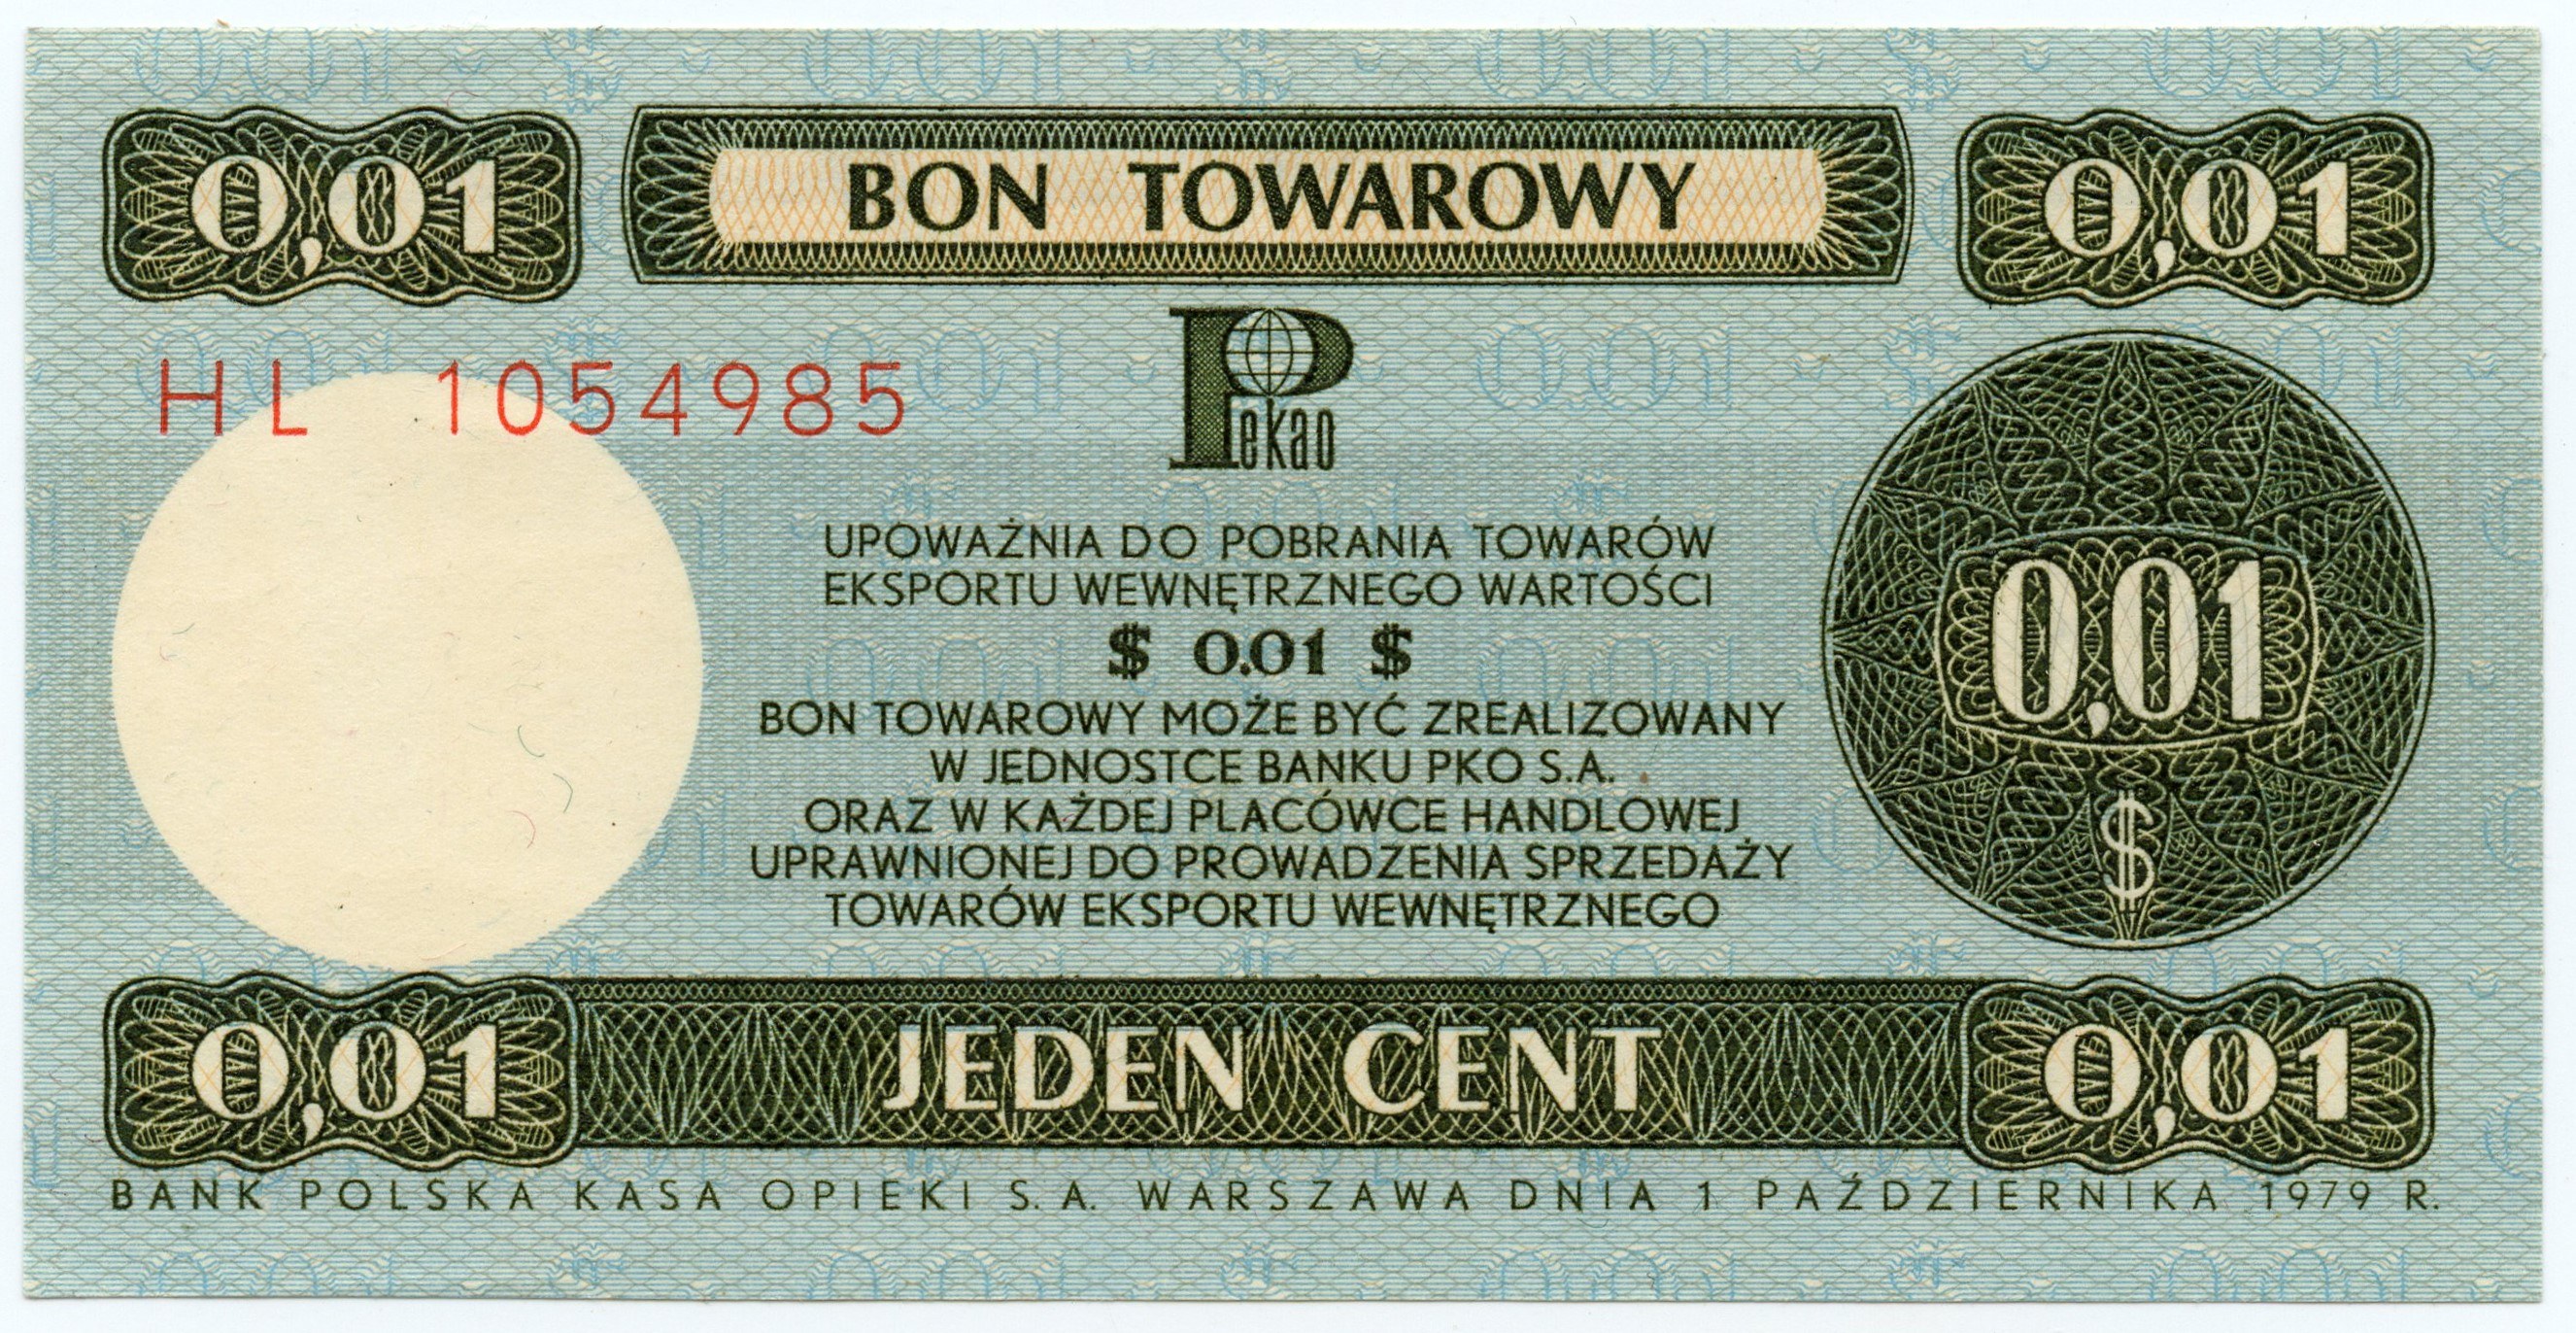 0,01 BON TOWAROWY 0,01
HL 1054985
Pekao
UPOWAŻNIA DO POBRANIA TOWARÓW
EKSPORTU WEWNĘTRZNEGO WARTOŚCI
$ 0.01 $
BON TOWAROWY MOŻE BYĆ ZREALIZOWANY
W JEDNOSTCE BANKU PKO S.A.
ORAZ W KAŻDEJ PLACÓWCE HANDLOWEJ
UPRAWNIONEJ DO PROWADZENIA SPRZEDAŻY
TOWARÓW EKSPORTU WEWNĘTRZNEGO
0,01
$
0,01 JEDEN CENT 0,01
BANK POLSKA KASA OPIEKI S.A. WARSZAWA DNIA 1 PAŹDZIERNIKA 1979 R.